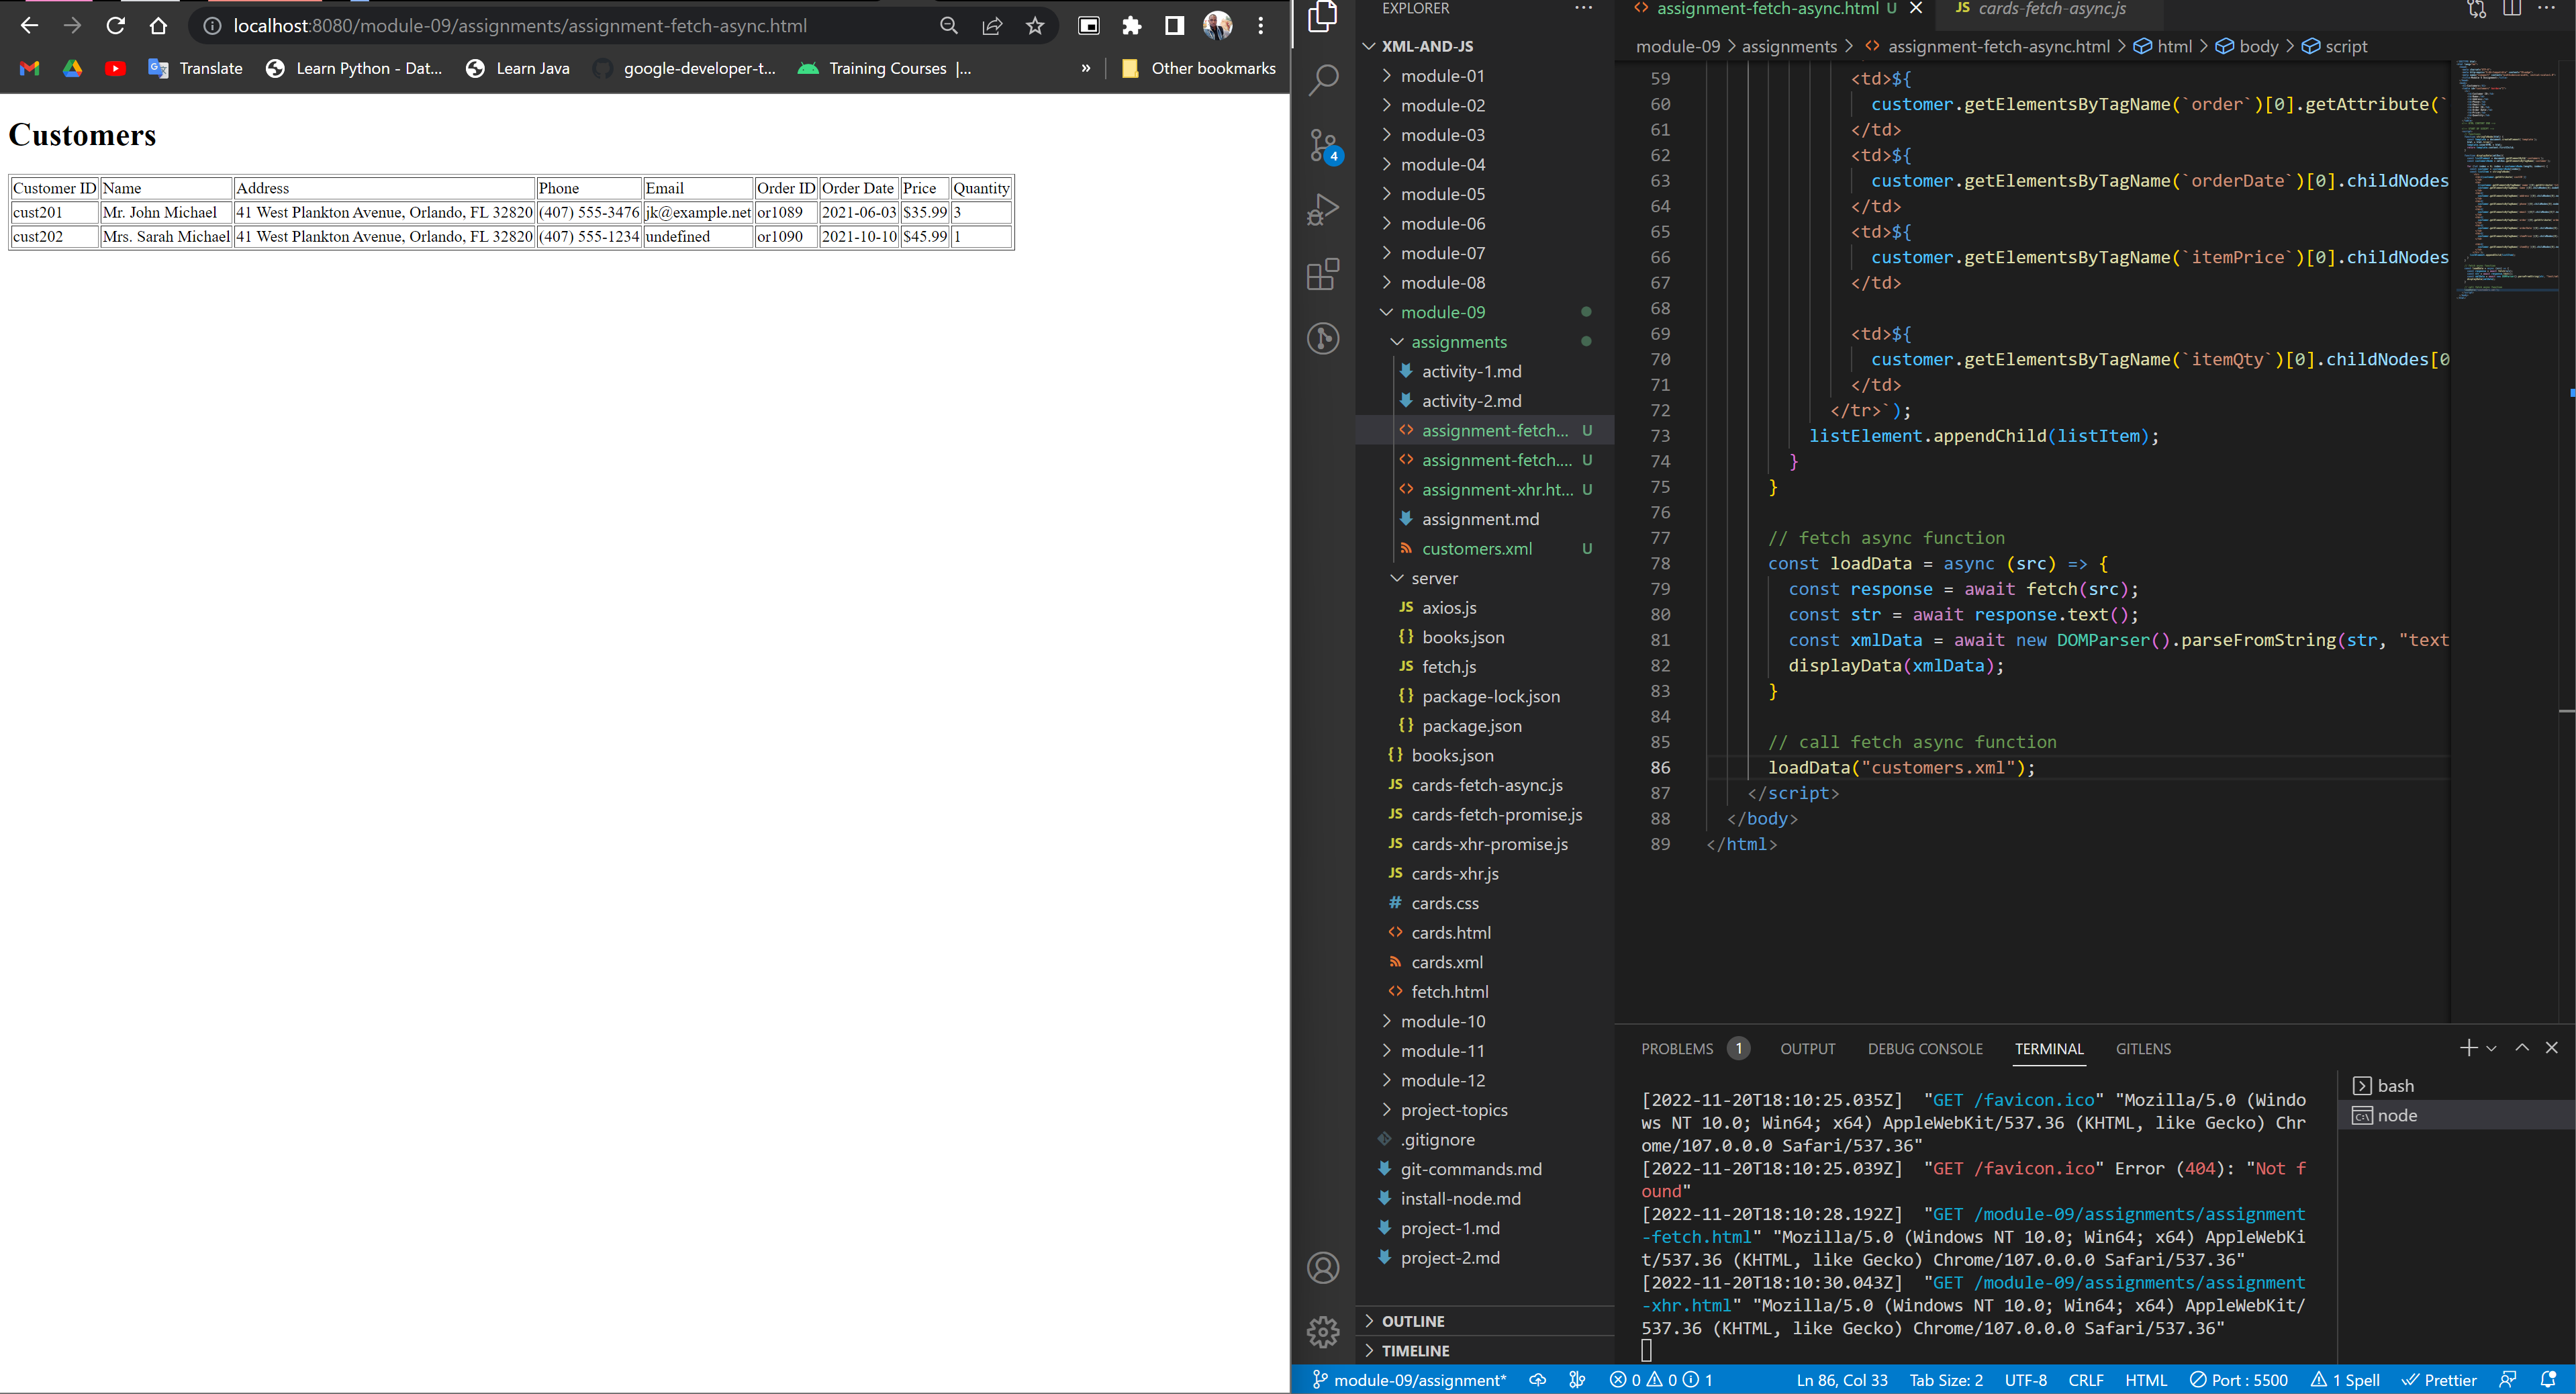 localhost:8080/module-09/assignments/assignment-fetch-async.html
Translate
Learn Python - Dat...
Learn Java
google-developer-t...
Training Courses |...
»
Other bookmarks
Customers
Customer ID Name Address Phone Email Order ID Order Date Price Quantity
cust201 Mr. John Michael 41 West Plankton Avenue, Orlando, FL 32820 (407) 555-3476 jk@example.net or1089 2021-06-03 $35.99 3
cust202 Mrs. Sarah Michael 41 West Plankton Avenue, Orlando, FL 32820 (407) 555-1234 undefined or1090 2021-10-10 $45.99 1
4
EXPLORER
XML-AND-JS
module-01
module-02
module-03
module-04
module-05
module-06
module-07
module-08
module-09
assignments
activity-1.md
activity-2.md
assignment-fetch... U
assignment-fetch.... U
assignment-xhr.ht... U
assignment.md
customers.xml U
server
JS axios.js
{ } books.json
JS fetch.js
{ } package-lock.json
{ } package.json
{ } books.json
JS cards-fetch-async.js
JS cards-fetch-promise.js
JS cards-xhr-promise.js
JS cards-xhr.js
# cards.css
cards.html
cards.xml
fetch.html
module-10
module-11
module-12
project-topics
.gitignore
git-commands.md
install-node.md
project-1.md
project-2.md
OUTLINE
TIMELINE
assignment-fetch-async.html U
JS cards-fetch-async.js
module-09 > assignments > assignment-fetch-async.html > html > body > script
59 <td>${
60 customer.getElementsByTagName(`order`)[0].getAttribute(`
61 </td>
62 <td>${
63 customer.getElementsByTagName(`orderDate`)[0].childNodes
64 </td>
65 <td>${
66 customer.getElementsByTagName(`itemPrice`)[0].childNodes
67 </td>
68
69 <td>${
70 customer.getElementsByTagName(`itemQty`)[0].childNodes[0
71 </td>
72 </tr>`);
73 listElement.appendChild(listItem);
74 }
75 }
76
77 // fetch async function
78 const loadData = async (src) => {
79 const response = await fetch(src);
80 const str = await response.text();
81 const xmlData = await new DOMParser().parseFromString(str, "text
82 displayData(xmlData);
83 }
84
85 // call fetch async function
86 loadData("customers.xml");
87 </script>
88 </body>
89 </html>
PROBLEMS 1 OUTPUT DEBUG CONSOLE TERMINAL GITLENS
[2022-11-20T18:10:25.035Z] "GET /favicon.ico" "Mozilla/5.0 (Windo
ws NT 10.0; Win64; x64) AppleWebKit/537.36 (KHTML, like Gecko) Chr
ome/107.0.0.0 Safari/537.36"
[2022-11-20T18:10:25.039Z] "GET /favicon.ico" Error (404): "Not f
ound"
[2022-11-20T18:10:28.192Z] "GET /module-09/assignments/assignment
-fetch.html" "Mozilla/5.0 (Windows NT 10.0; Win64; x64) AppleWebKi
t/537.36 (KHTML, like Gecko) Chrome/107.0.0.0 Safari/537.36"
[2022-11-20T18:10:30.043Z] "GET /module-09/assignments/assignment
-xhr.html" "Mozilla/5.0 (Windows NT 10.0; Win64; x64) AppleWebKit/
537.36 (KHTML, like Gecko) Chrome/107.0.0.0 Safari/537.36"
bash
node
module-09/assignment* 0 0 1 Ln 86, Col 33 Tab Size: 2 UTF-8 CRLF HTML Port : 5500 1 Spell Prettier